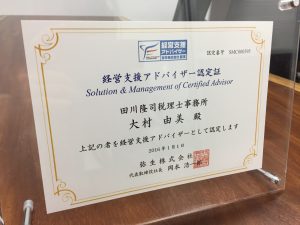 経営支援
アドバイザー
認定番号 SMC000595
経営支援アドバイザー認定証
Solution & Management of Certified Advisor
田川隆司税理士事務所
大村 由美 殿
上記の者を経営支援アドバイザーとして認定します
2016年1月1日
弥生株式会社
代表取締役社長 岡本 浩一郎